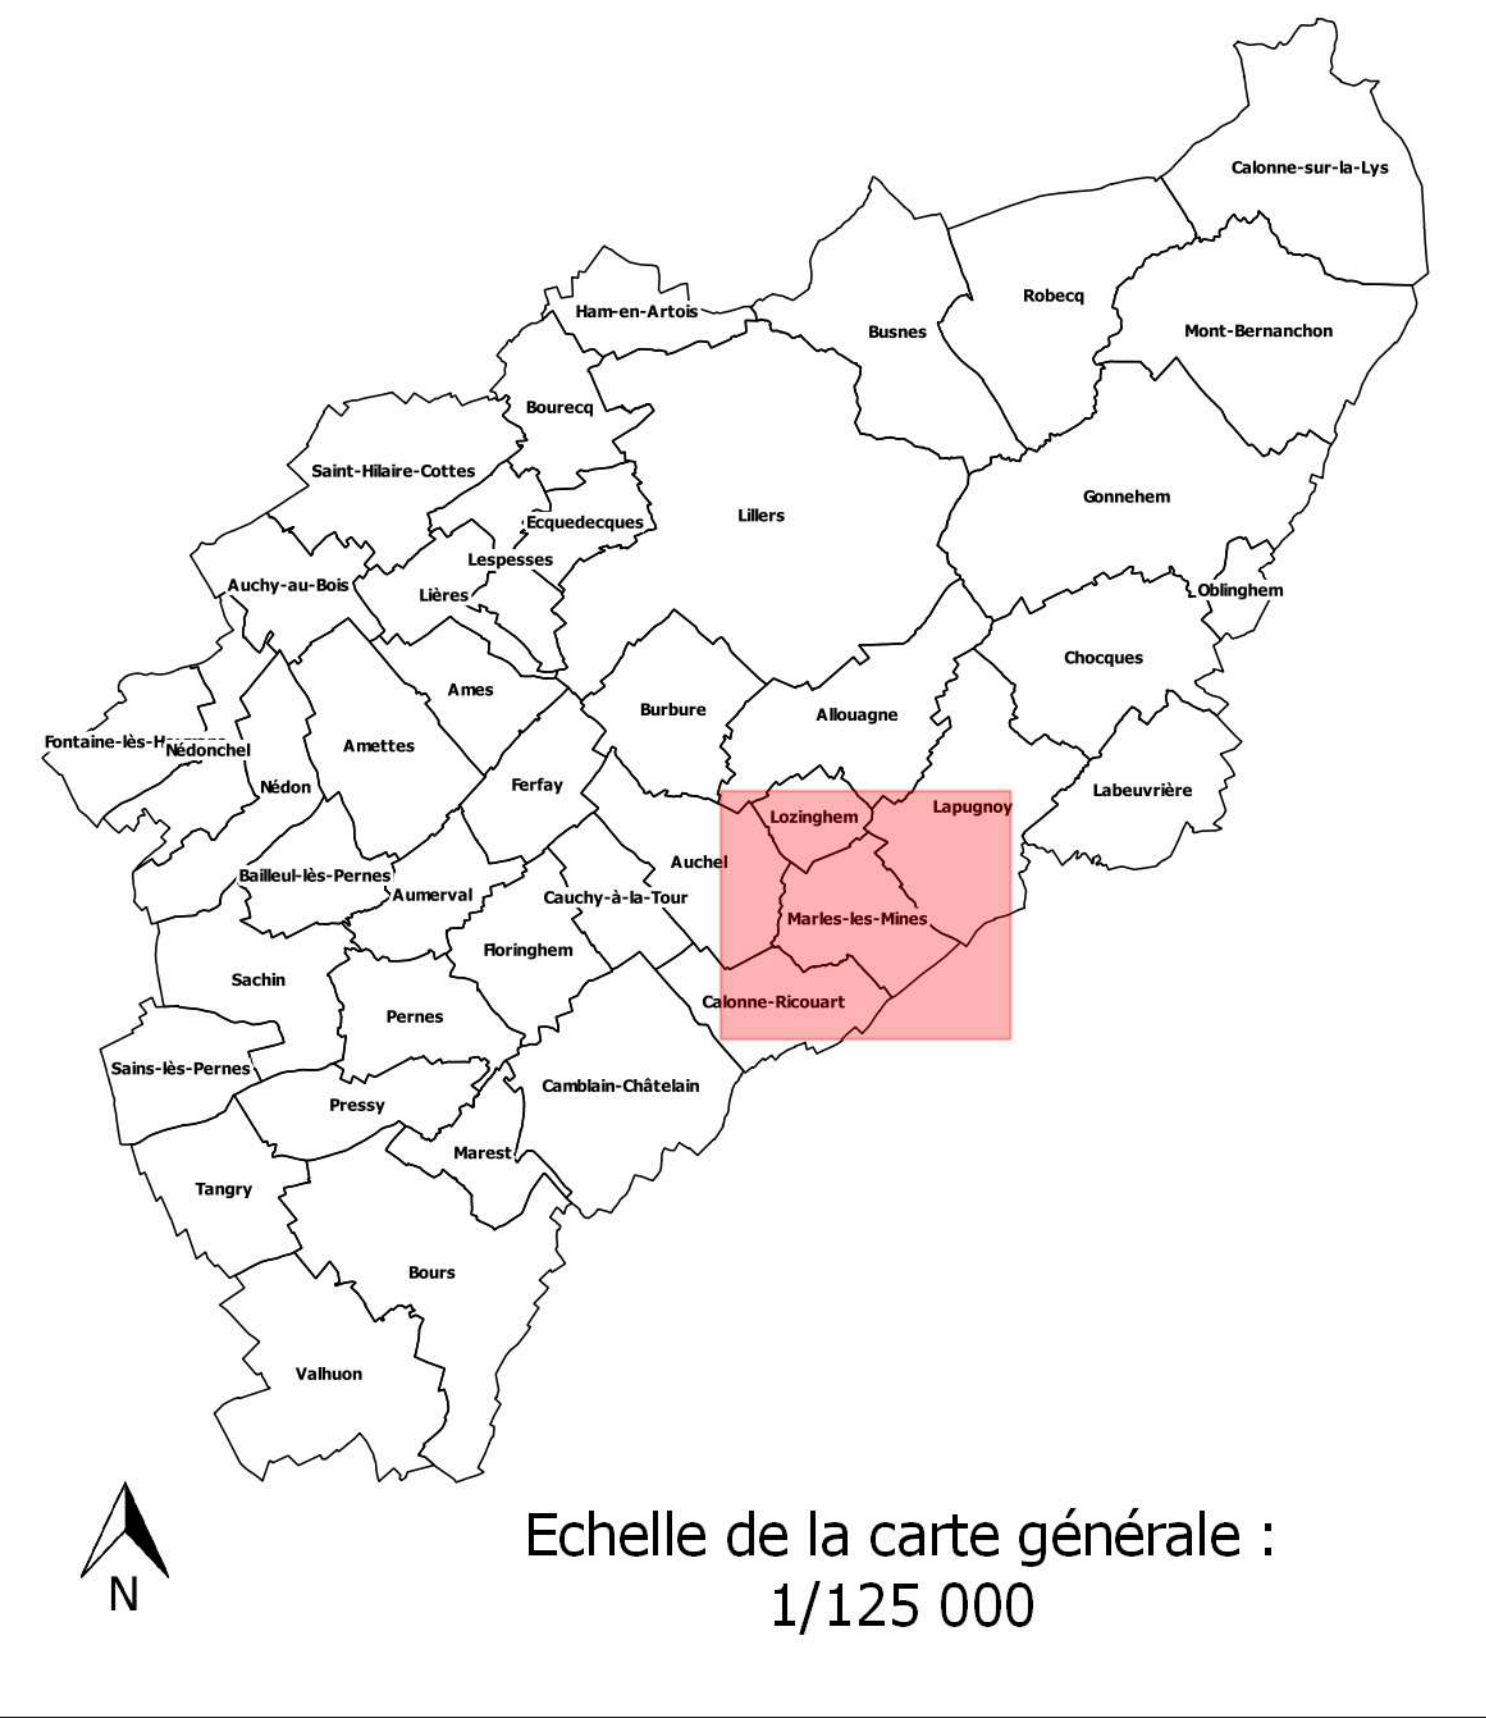 Calonne-sur-la-Lys
Robecq
Ham-en-Artois
Busnes
Mont-Bernanchon
Bourecq
Saint-Hilaire-Cottes
Gonnehem
Lillers
Ecquedecques
Lespesses
Auchy-au-Bois
Oblinghem
Lières
Chocques
Ames
Burbure
Allouagne
Fontaine-lès-H
Nédonchel
Amettes
Nédon
Ferfay
Labeuvrière
Lapugnoy
Lozinghem
Auchel
Bailleul-lès-Pernes
Aumerval
Cauchy-à-la-Tour
Marles-les-Mines
Floringhem
Sachin
Calonne-Ricouart
Pernes
Sains-lès-Pernes
Camblain-Châtelain
Pressy
Marest
Tangry
Bours
Valhuon
N
Echelle de la carte générale :
1/125 000